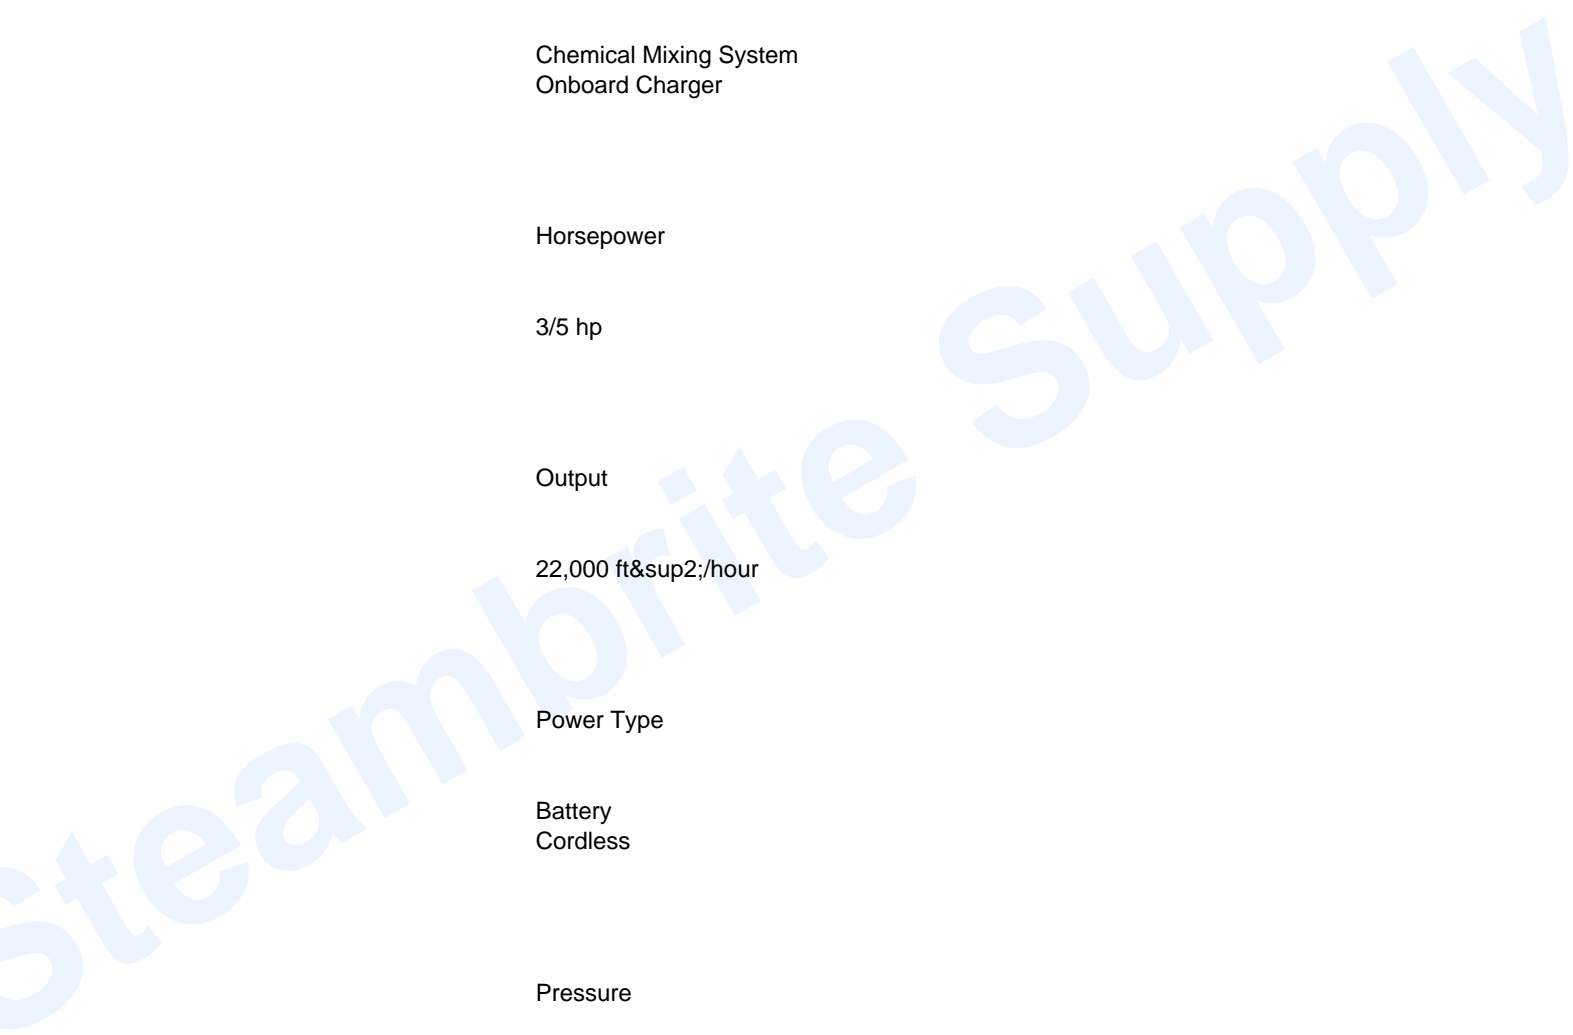 Chemical Mixing System
Onboard Charger
Horsepower
3/5 hp
Output
22,000 ft&sup2;/hour
Power Type
Battery
Cordless
Pressure
Steambrite Supply